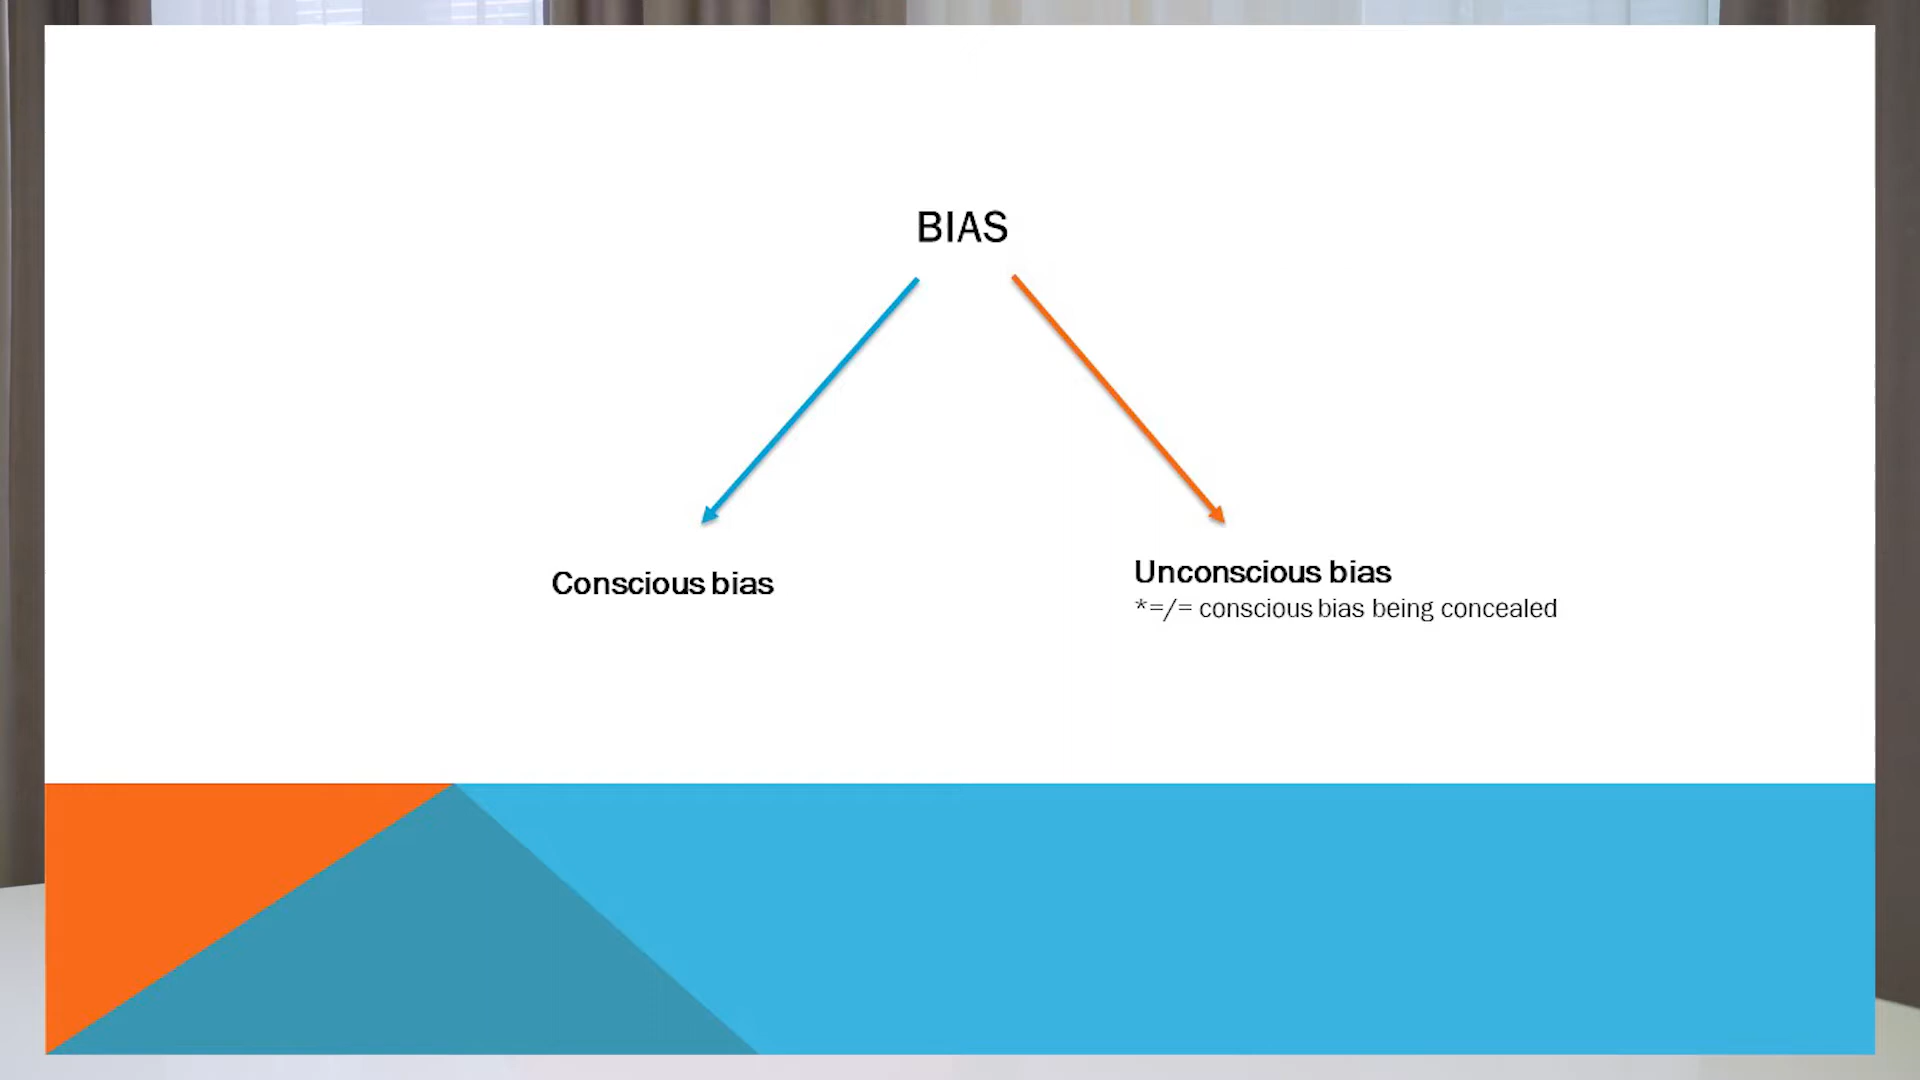 BIAS
Conscious bias
Unconscious bias
*=/= conscious bias being concealed